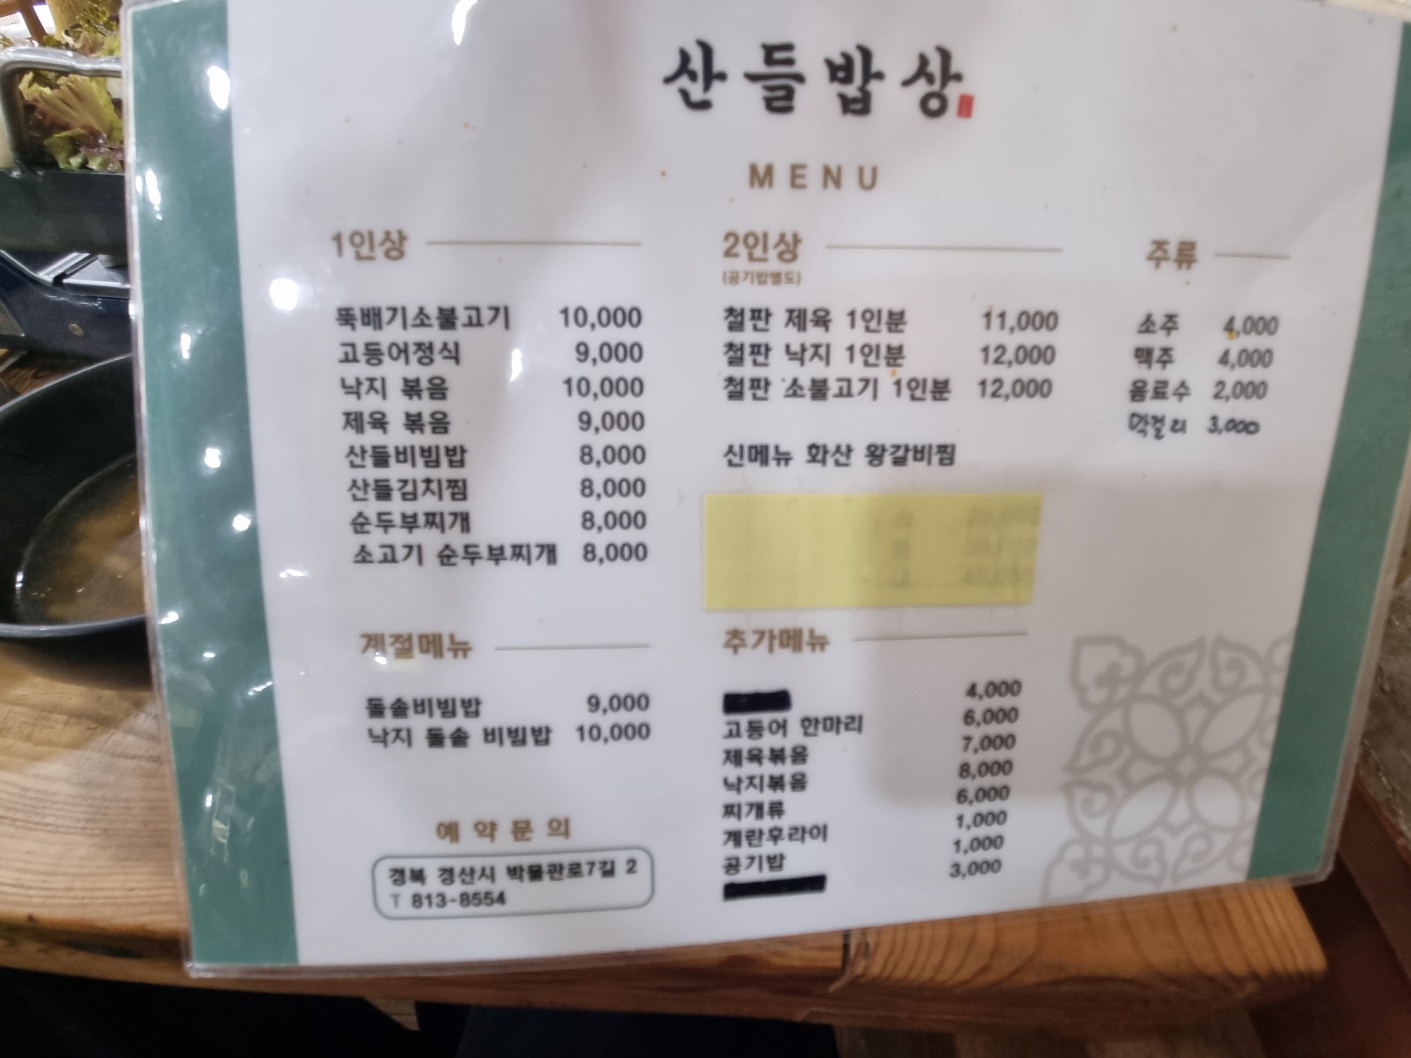 산들밥상
MENU
1인상
뚝배기소불고기 10,000
고등어정식 9,000
낙지 볶음 10,000
제육 볶음 9,000
산들비빔밥 8,000
산들김치찜 8,000
순두부찌개 8,000
소고기 순두부찌개 8,000
계절메뉴
돌솥비빔밥 9,000
낙지 돌솥 비빔밥 10,000
예약문의
경북 경산시 박물관로7길 2
T 813-8554
2인상
(공기밥별도)
철판 제육 1인분 11,000
철판 낙지 1인분 12,000
철판 소불고기 1인분 12,000
신메뉴 화산 왕갈비찜
추가메뉴
4,000
고등어 한마리 6,000
제육볶음 7,000
낙지볶음 8,000
찌개류 6,000
계란후라이 1,000
공기밥 1,000
3,000
주류
소주 4,000
맥주 4,000
음료수 2,000
막걸리 3,000